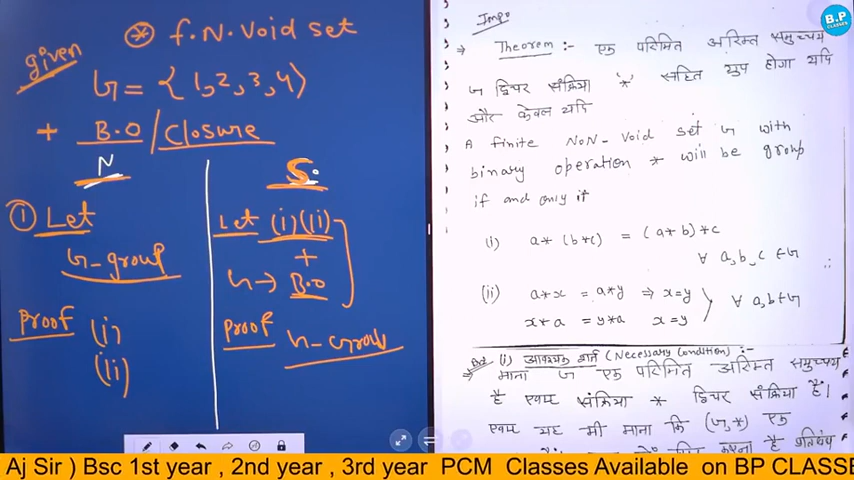 given
⊛ f.N.Void set
G = { 1,2,3,4}
+ B.O / Closure
N
① Let
G-group
Proof (i)
(ii)
S.
Let (i)(ii)
+
G → B.O
Proof G-Group
Imp.
B.P
CLASSES
⇒ Theorem :- एक परिमित अरिक्त समुच्चय
G द्विचर संक्रिया '*' सहित ग्रुप होगा यदि
और केवल यदि
A finite NoN-Void set G with
binary operation * will be group
if and only if
(i) a* (b*c) = (a*b)*c
∀ a,b,c ∈ G
(ii) a*x = a*y ⇒ x=y
x*a = y*a x=y
∀ a,b ∈ G
(i) आवश्यक शर्त (Necessary Condition) :-
⇒ माना G एक परिमित अरिक्त समुच्चय
है एवम संक्रिया * द्विचर संक्रिया है।
एवम यह भी माना कि (G,*) एक
Aj Sir ) Bsc 1st year , 2nd year , 3rd year PCM Classes Available on BP CLASSE